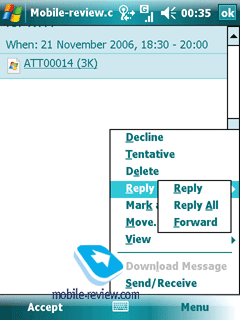 Mobile-review.c 00:35 ok
When: 21 November 2006, 18:30 - 20:00
ATT00014 (3K)
Decline
Tentative
Delete
Reply
Reply
Mark a
Reply All
Move.
Forward
View
Download Message
Send/Receive
mobile-review.com
Accept Menu